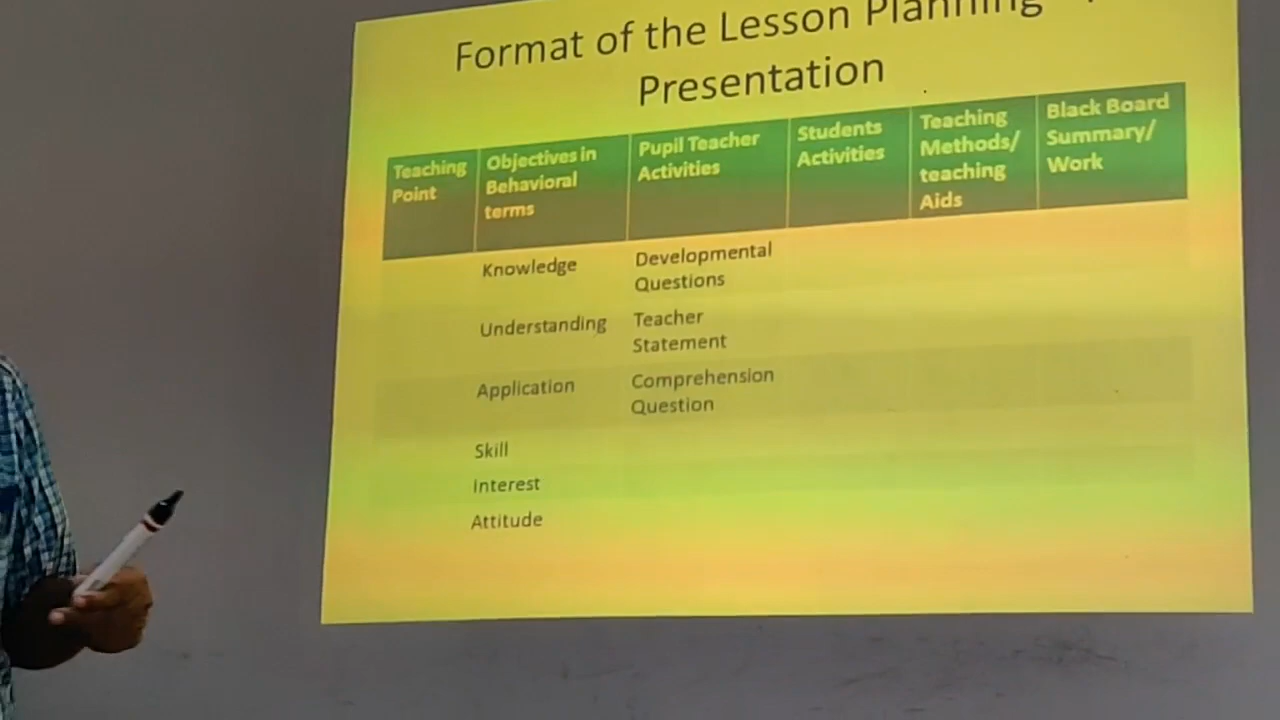 Format of the Lesson Planning
Presentation
Teaching
Point
Objectives in
Behavioral
terms
Pupil Teacher
Activities
Students
Activities
Teaching
Methods/
teaching
Aids
Black Board
Summary/
Work
Knowledge
Developmental
Questions
Understanding
Teacher
Statement
Application
Comprehension
Question
Skill
Interest
Attitude